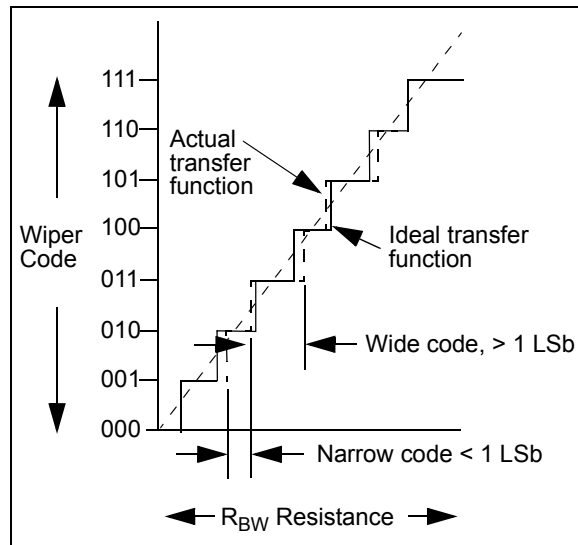 111
110
101
100
011
010
001
000
Wiper
Code
Actual
transfer
function
Ideal transfer
function
Wide code, > 1 LSb
Narrow code < 1 LSb
RBW Resistance